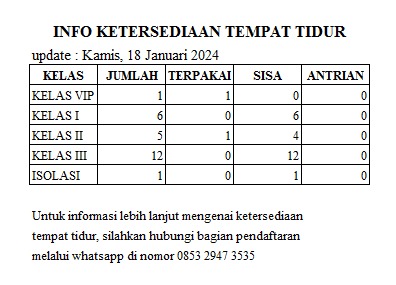 INFO KETERSEDIAAN TEMPAT TIDUR
update : Kamis, 18 Januari 2024
KELAS JUMLAH TERPAKAI SISA ANTRIAN
KELAS VIP 1 1 0 0
KELAS I 6 0 6 0
KELAS II 5 1 4 0
KELAS III 12 0 12 0
ISOLASI 1 0 1 0
Untuk informasi lebih lanjut mengenai ketersediaan
tempat tidur, silahkan hubungi bagian pendaftaran
melalui whatsapp di nomor 0853 2947 3535